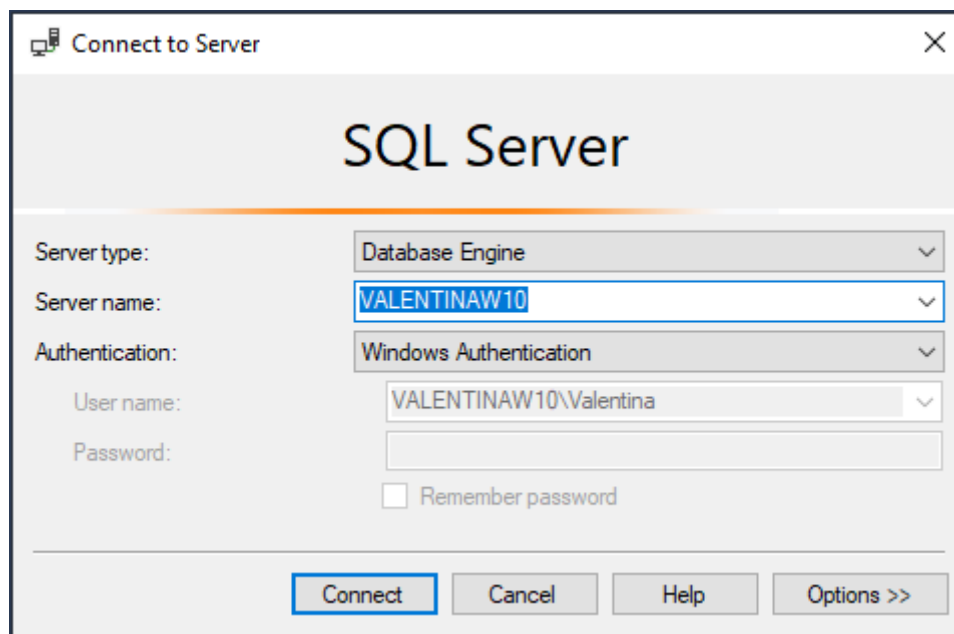 Connect to Server
SQL Server
Server type: Database Engine
Server name: VALENTINAW10
Authentication: Windows Authentication
User name: VALENTINAW10\Valentina
Password:
Remember password
Connect Cancel Help Options >>